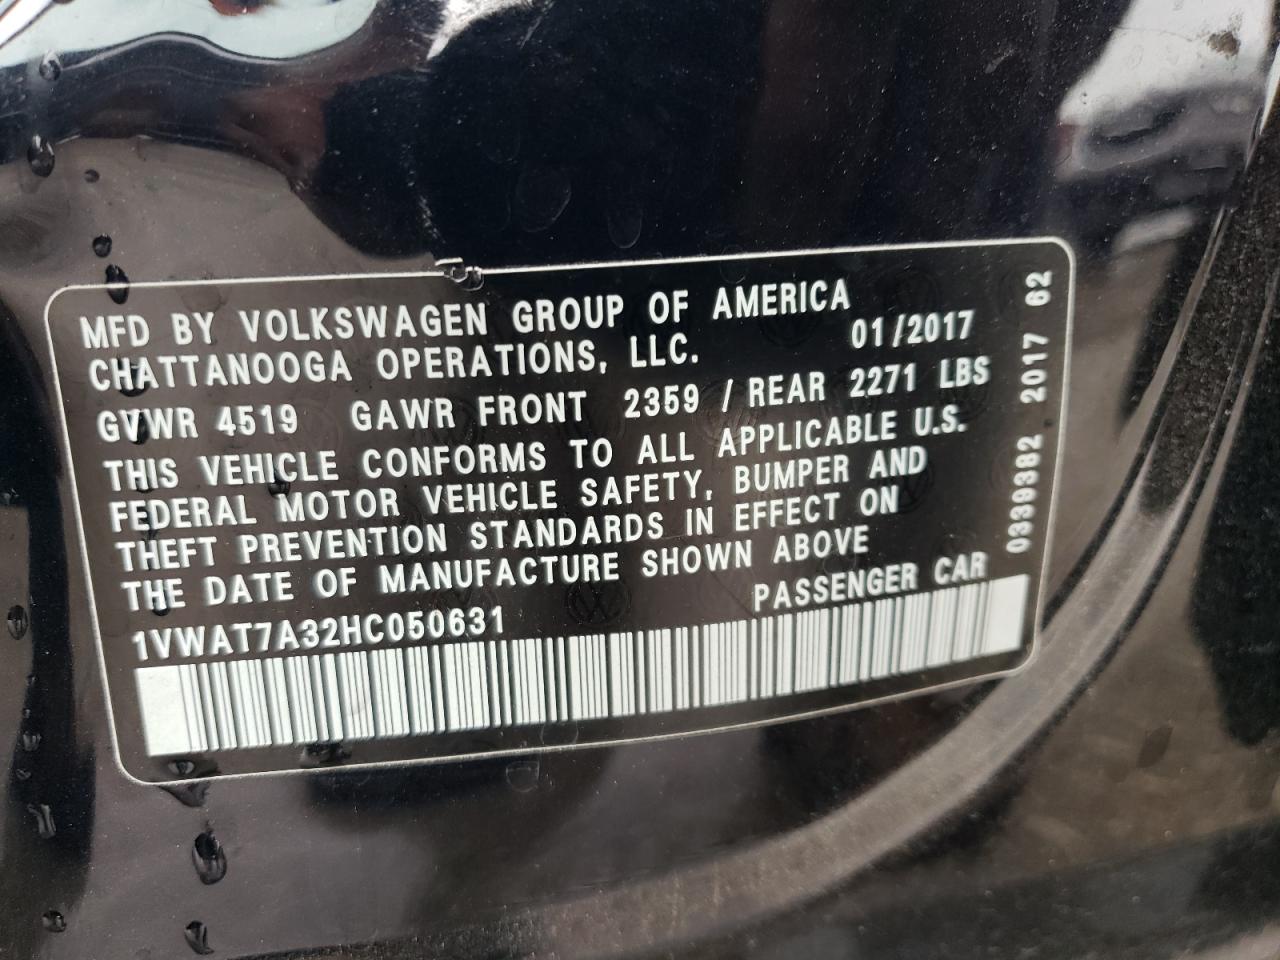 MFD BY VOLKSWAGEN GROUP OF AMERICA
CHATTANOOGA OPERATIONS, LLC. 01/2017
GVWR 4519 GAWR FRONT 2359 / REAR 2271 LBS
THIS VEHICLE CONFORMS TO ALL APPLICABLE U.S.
FEDERAL MOTOR VEHICLE SAFETY, BUMPER AND
THEFT PREVENTION STANDARDS IN EFFECT ON
THE DATE OF MANUFACTURE SHOWN ABOVE
1VWAT7A32HC050631 PASSENGER CAR
0339382 2017 62